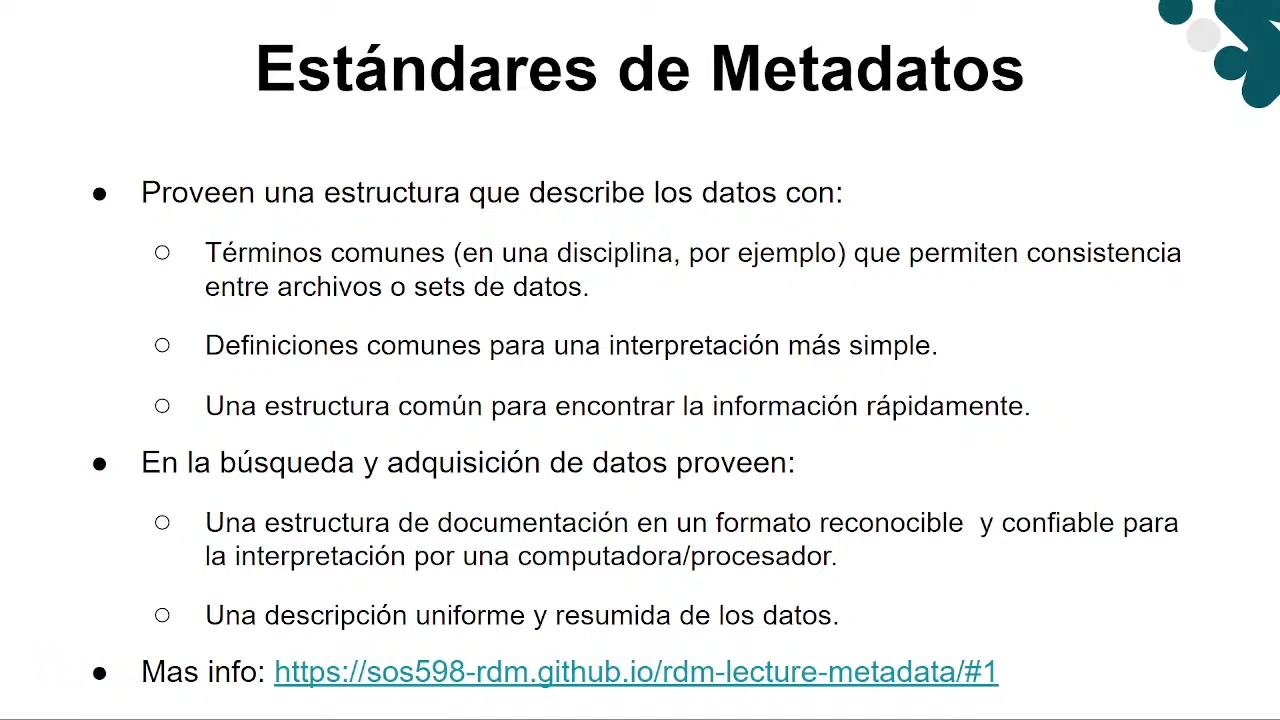 Estándares de Metadatos
● Proveen una estructura que describe los datos con:
○ Términos comunes (en una disciplina, por ejemplo) que permiten consistencia
entre archivos o sets de datos.
○ Definiciones comunes para una interpretación más simple.
○ Una estructura común para encontrar la información rápidamente.
● En la búsqueda y adquisición de datos proveen:
○ Una estructura de documentación en un formato reconocible  y confiable para
la interpretación por una computadora/procesador.
○ Una descripción uniforme y resumida de los datos.
● Mas info: https://sos598-rdm.github.io/rdm-lecture-metadata/#1